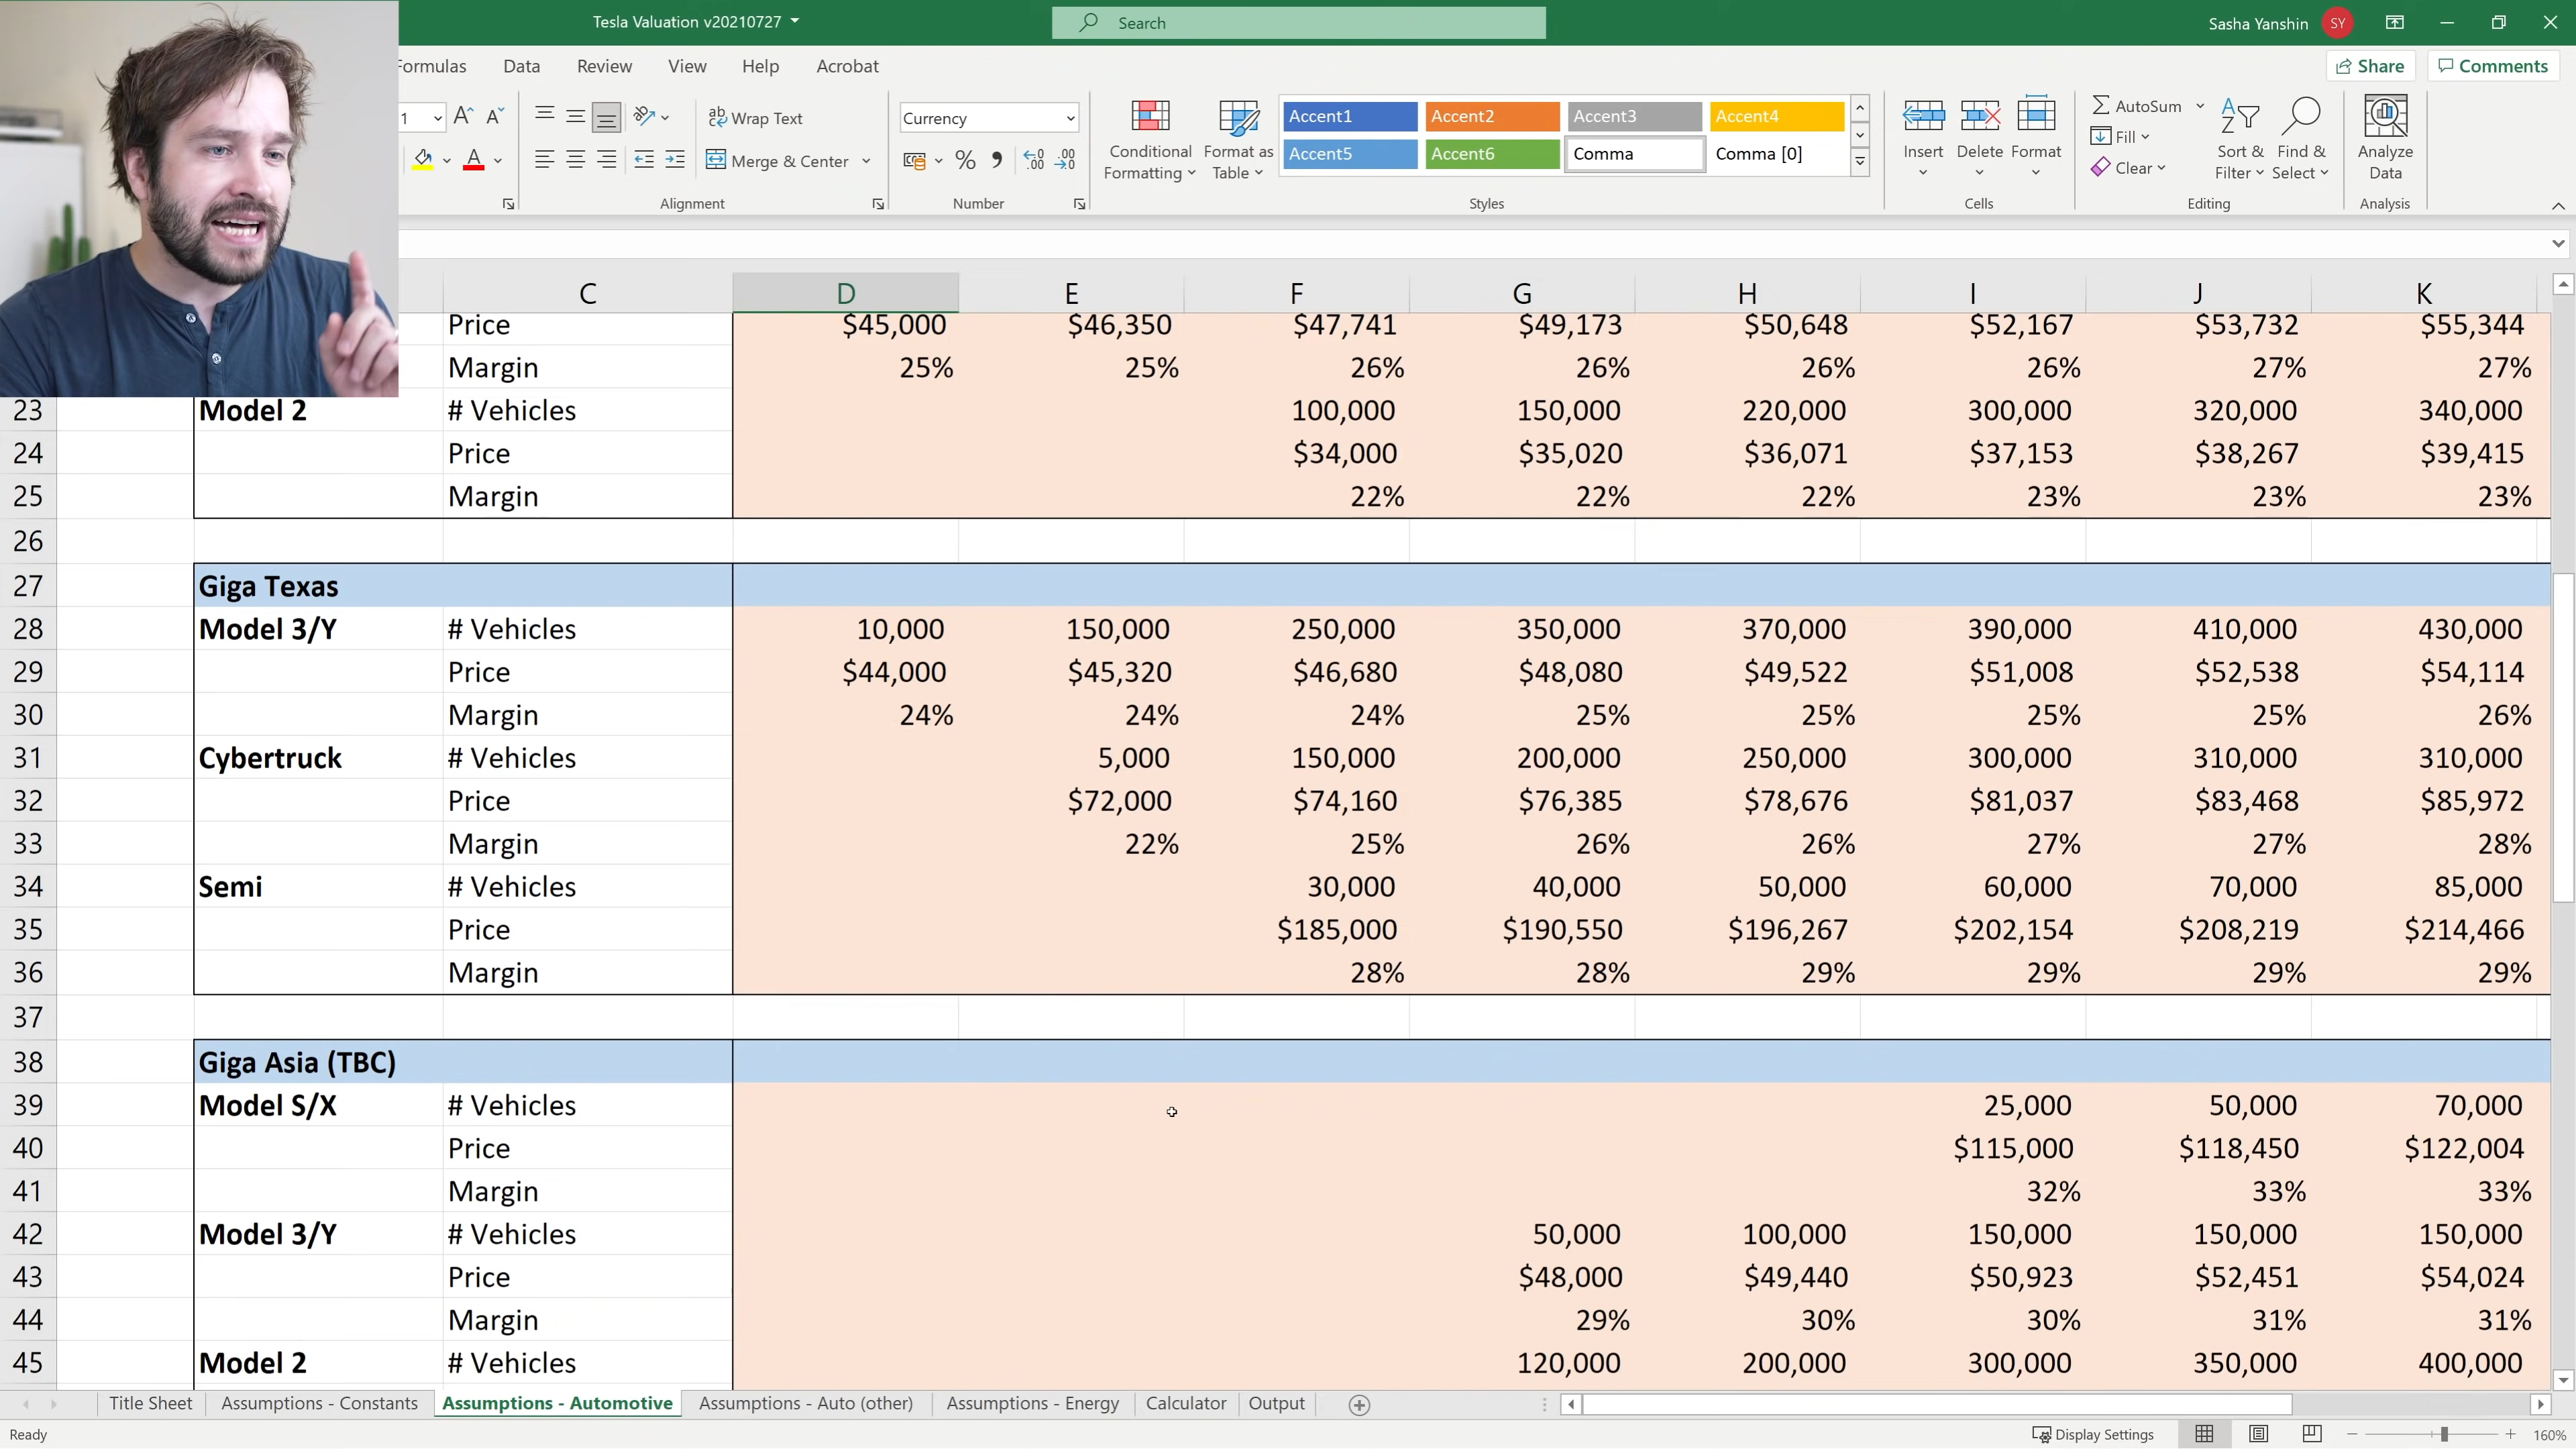 Tesla Valuation v20210727
Search
Sasha Yanshin SY
Formulas Data Review View Help Acrobat
Share Comments
Wrap Text
Merge & Center
Alignment
Currency
Number
Conditional Formatting
Format as Table
Accent1 Accent2 Accent3 Accent4
Accent5 Accent6 Comma Comma [0]
Styles
Insert Delete Format
Cells
AutoSum
Fill
Clear
Sort & Filter
Find & Select
Editing
Analyze Data
Analysis
C D E F G H I J K
Price $45,000 $46,350 $47,741 $49,173 $50,648 $52,167 $53,732 $55,344
Margin 25% 25% 26% 26% 26% 26% 27% 27%
23 Model 2 # Vehicles 100,000 150,000 220,000 300,000 320,000 340,000
24 Price $34,000 $35,020 $36,071 $37,153 $38,267 $39,415
25 Margin 22% 22% 22% 23% 23% 23%
26
27 Giga Texas
28 Model 3/Y # Vehicles 10,000 150,000 250,000 350,000 370,000 390,000 410,000 430,000
29 Price $44,000 $45,320 $46,680 $48,080 $49,522 $51,008 $52,538 $54,114
30 Margin 24% 24% 24% 25% 25% 25% 25% 26%
31 Cybertruck # Vehicles 5,000 150,000 200,000 250,000 300,000 310,000 310,000
32 Price $72,000 $74,160 $76,385 $78,676 $81,037 $83,468 $85,972
33 Margin 22% 25% 26% 26% 27% 27% 28%
34 Semi # Vehicles 30,000 40,000 50,000 60,000 70,000 85,000
35 Price $185,000 $190,550 $196,267 $202,154 $208,219 $214,466
36 Margin 28% 28% 29% 29% 29% 29%
37
38 Giga Asia (TBC)
39 Model S/X # Vehicles 25,000 50,000 70,000
40 Price $115,000 $118,450 $122,004
41 Margin 32% 33% 33%
42 Model 3/Y # Vehicles 50,000 100,000 150,000 150,000 150,000
43 Price $48,000 $49,440 $50,923 $52,451 $54,024
44 Margin 29% 30% 30% 31% 31%
45 Model 2 # Vehicles 120,000 200,000 300,000 350,000 400,000
Title Sheet Assumptions - Constants Assumptions - Automotive Assumptions - Auto (other) Assumptions - Energy Calculator Output
Ready Display Settings 160%